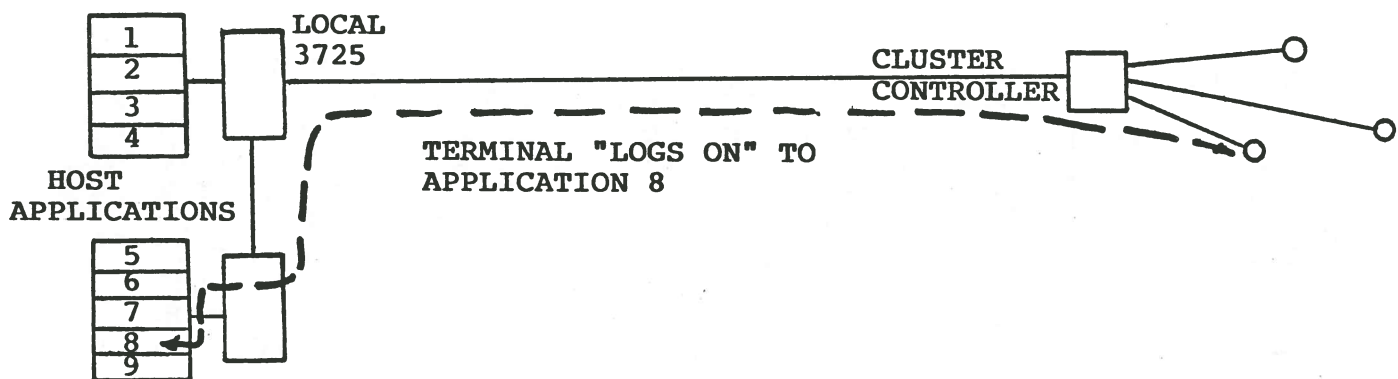 1
2
3
4
LOCAL
3725
CLUSTER
CONTROLLER
TERMINAL "LOGS ON" TO
APPLICATION 8
HOST
APPLICATIONS
5
6
7
8
9